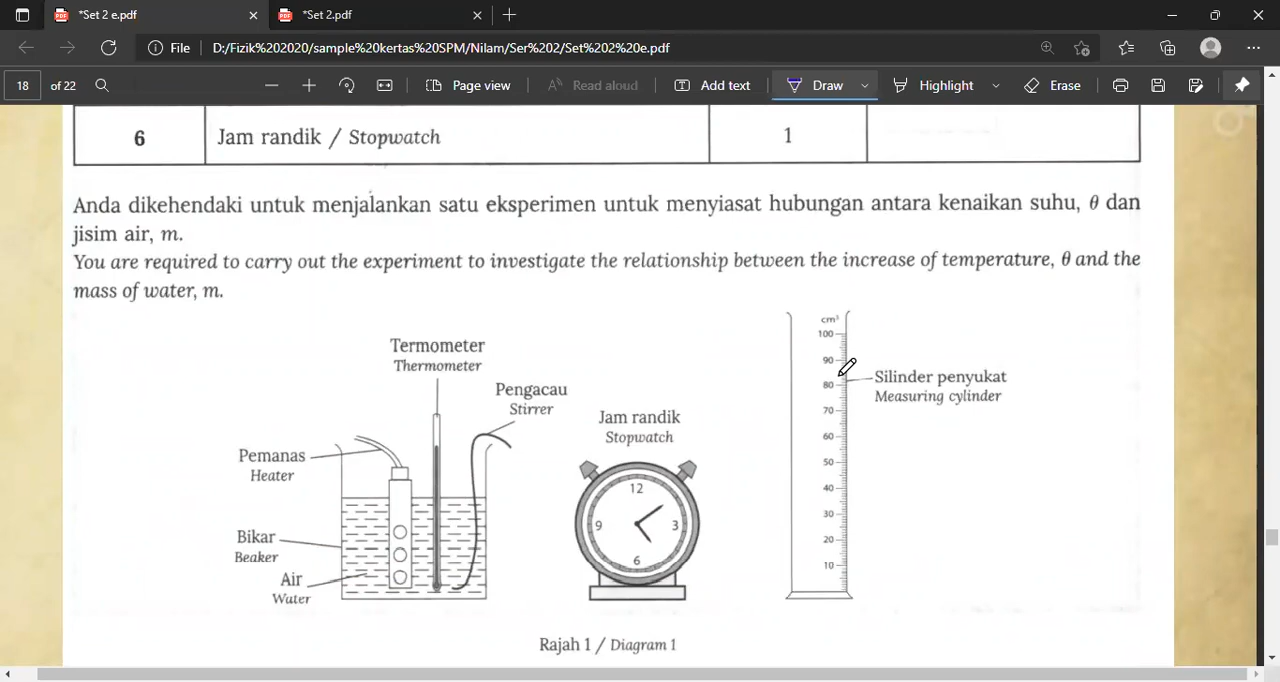 *Set 2 e.pdf
*Set 2.pdf
File
D:/Fizik%202020/sample%20kertas%20SPM/Nilam/Ser%202/Set%202%20e.pdf
18 of 22
Page view
Read aloud
Add text
Draw
Highlight
Erase
6 Jam randik / Stopwatch 1
Anda dikehendaki untuk menjalankan satu eksperimen untuk menyiasat hubungan antara kenaikan suhu, θ dan
jisim air, m.
You are required to carry out the experiment to investigate the relationship between the increase of temperature, θ and the
mass of water, m.
Termometer
Thermometer
Pengacau
Stirrer
Pemanas
Heater
Bikar
Beaker
Air
Water
Jam randik
Stopwatch
12
9
3
6
cm³
100
90
80
70
60
50
40
30
20
10
Silinder penyukat
Measuring cylinder
Rajah 1 / Diagram 1